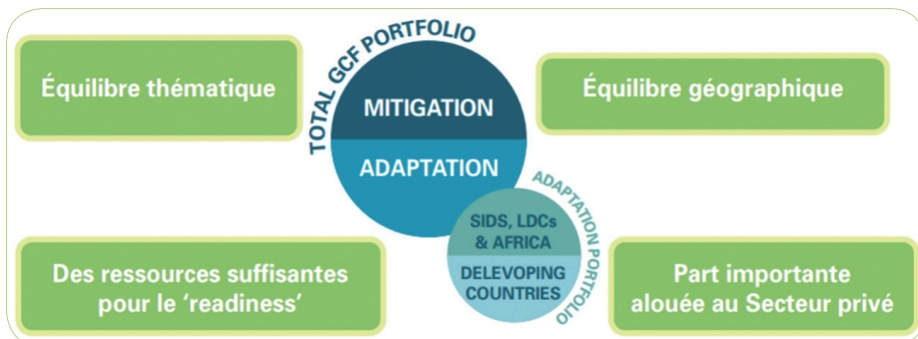 Équilibre thématique
TOTAL GCF PORTFOLIO
MITIGATION
ADAPTATION
Équilibre géographique
ADAPTATION PORTFOLIO
SIDS, LDCs
& AFRICA
DELEVOPING
COUNTRIES
Des ressources suffisantes
pour le ‘readiness’
Part importante
alouée au Secteur privé